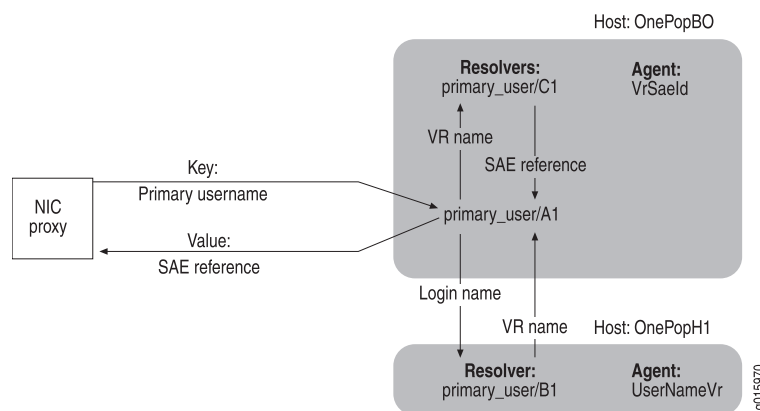 Host: OnePopBO
Resolvers:
primary_user/C1
Agent:
VrSaeId
VR name
SAE reference
Key:
Primary username
NIC
proxy
primary_user/A1
Value:
SAE reference
Login name
VR name
Host: OnePopH1
Resolver:
primary_user/B1
Agent:
UserNameVr
g015970